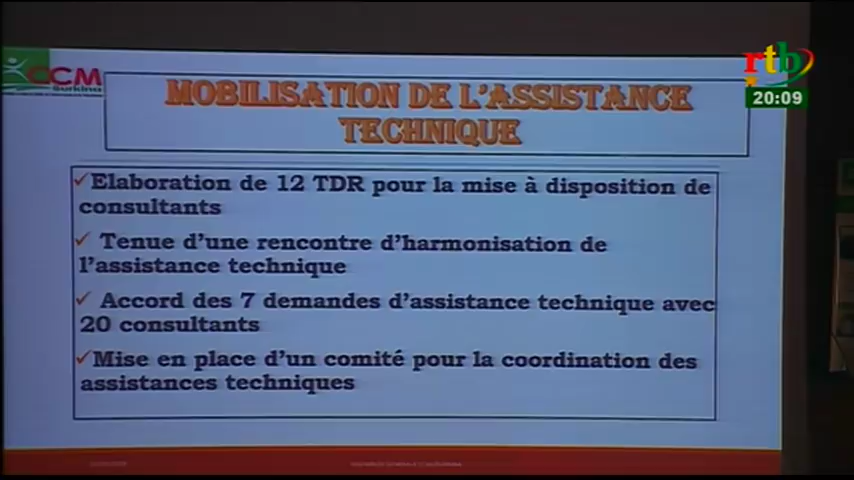 CCM
Burkina
rtb
20:09
MOBILISATION DE L'ASSISTANCE
TECHNIQUE
✓Elaboration de 12 TDR pour la mise à disposition de
consultants
✓ Tenue d'une rencontre d'harmonisation de
l'assistance technique
✓ Accord des 7 demandes d'assistance technique avec
20 consultants
✓Mise en place d'un comité pour la coordination des
assistances techniques